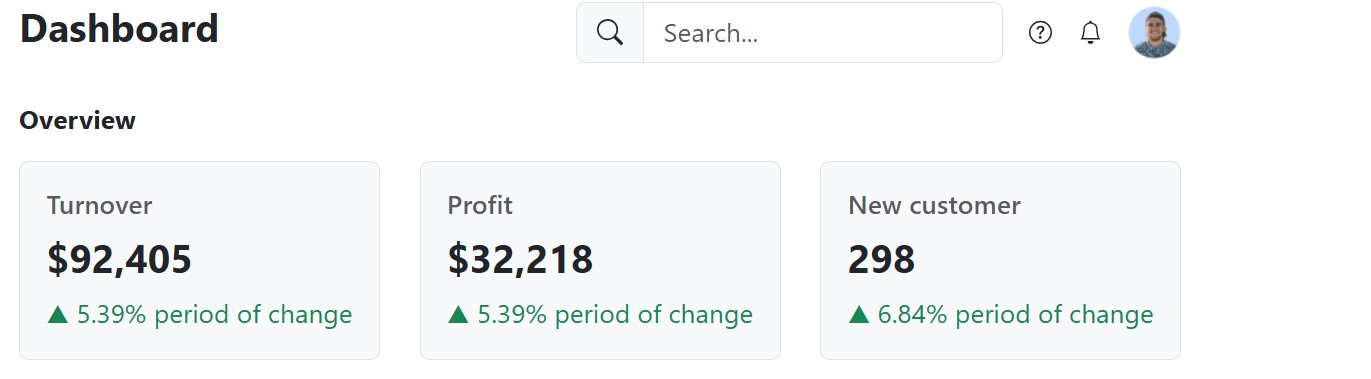 Dashboard
Search...
Overview
Turnover
$92,405
▲ 5.39% period of change
Profit
$32,218
▲ 5.39% period of change
New customer
298
▲ 6.84% period of change